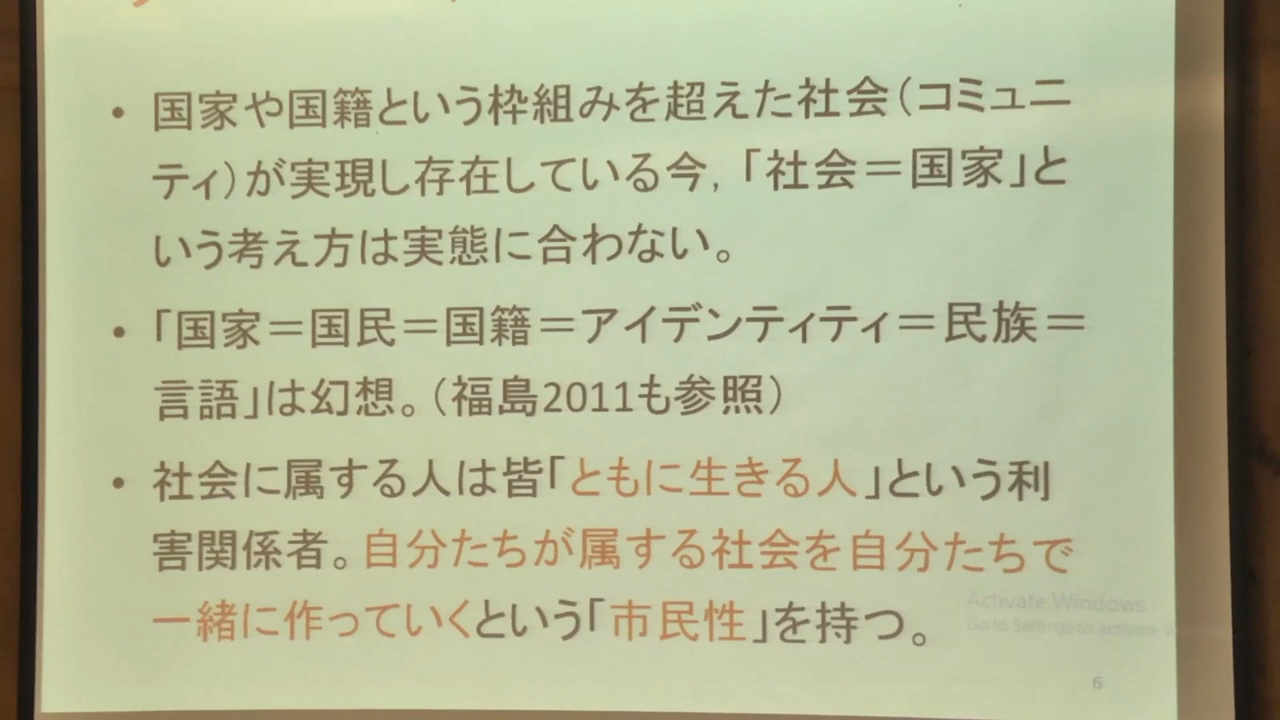 • 国家や国籍という枠組みを超えた社会（コミュニ
ティ）が実現し存在している今，「社会＝国家」と
いう考え方は実態に合わない。
• 「国家＝国民＝国籍＝アイデンティティ＝民族＝
言語」は幻想。（福島2011も参照）
• 社会に属する人は皆「ともに生きる人」という利
害関係者。自分たちが属する社会を自分たちで
一緒に作っていくという「市民性」を持つ。
Activate Windows
Go to Settings to activate
6